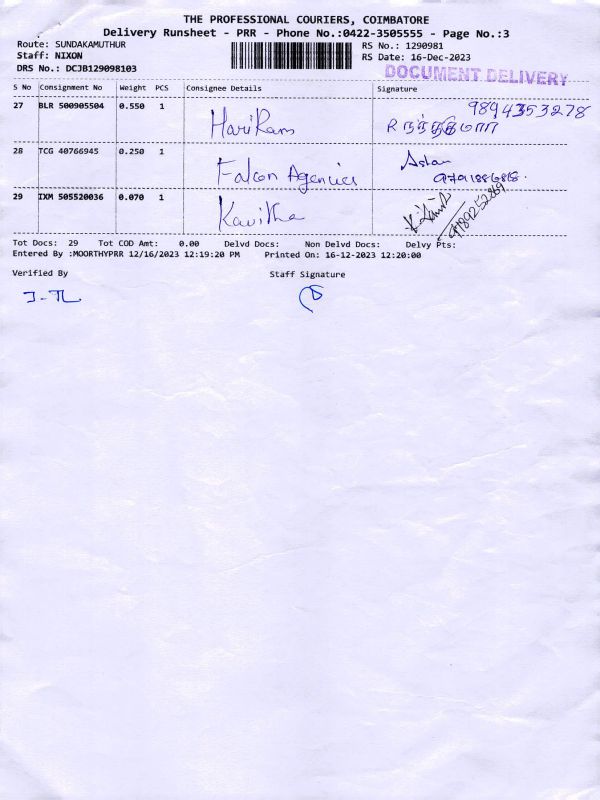 THE PROFESSIONAL COURIERS, COIMBATORE
Delivery Runsheet - PRR - Phone No.:0422-3505555 - Page No.:3
Route: SUNDAKAMUTHUR
RS No.: 1290981
Staff: NIXON
RS Date: 16-Dec-2023
DRS No.: DCJB129098103
DOCUMENT DELIVERY
S No Consignment No Weight PCS Consignee Details Signature
27 BLR 500905504 0.550 1 HariRam 9894353278
28 TCG 40766945 0.250 1 Falcon Agencies
29 IXM 505520036 0.070 1 Kavitha
Tot Docs: 29 Tot COD Amt: 0.00 Delvd Docs: Non Delvd Docs: Delvy Pts:
Entered By :MOORTHYPRR 12/16/2023 12:19:20 PM Printed On: 16-12-2023 12:20:00
Verified By Staff Signature